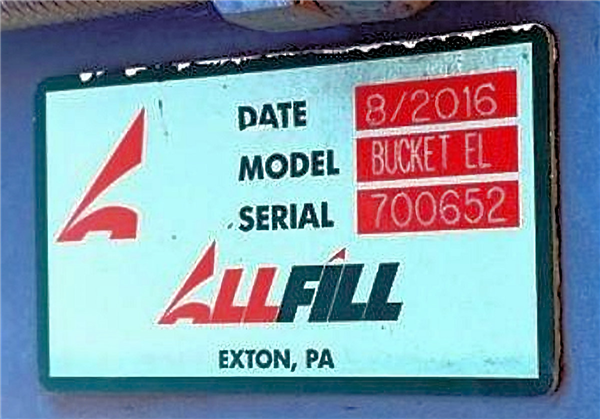 DATE 8/2016
MODEL BUCKET EL
SERIAL 700652
ALLFILL
EXTON, PA